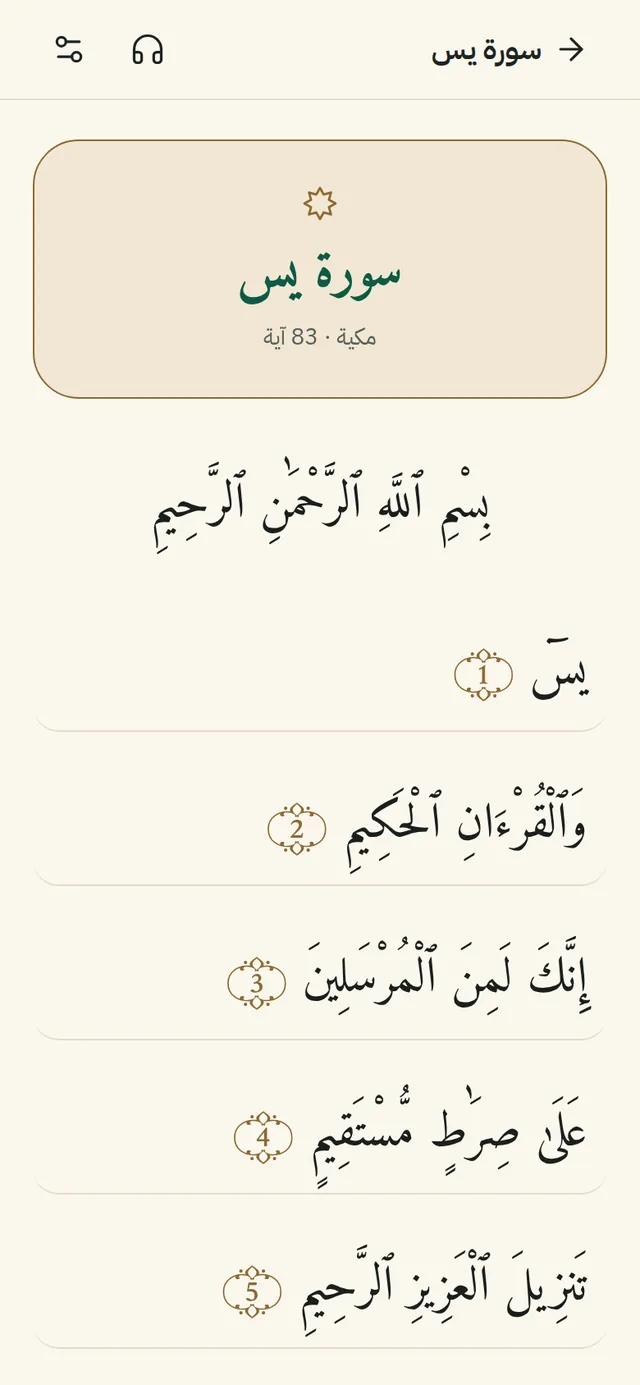 سورة يس
سورة يس
مكية · 83 آية
بِسْمِ ٱللَّهِ ٱلرَّحْمَٰنِ ٱلرَّحِيمِ
يسٓ 1
وَٱلْقُرْءَانِ ٱلْحَكِيمِ 2
إِنَّكَ لَمِنَ ٱلْمُرْسَلِينَ 3
عَلَىٰ صِرَٰطٍ مُّسْتَقِيمٍ 4
تَنزِيلَ ٱلْعَزِيزِ ٱلرَّحِيمِ 5